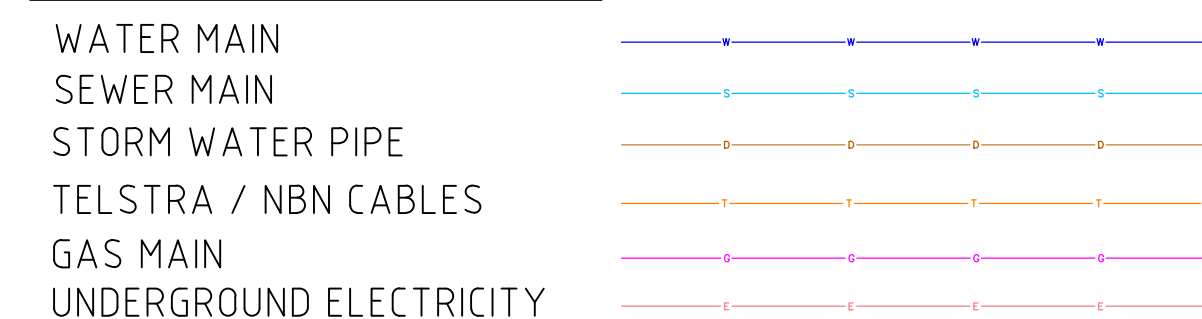 WATER MAIN W W W W
SEWER MAIN S S S S
STORM WATER PIPE D D D D
TELSTRA / NBN CABLES T T T T
GAS MAIN G G G G
UNDERGROUND ELECTRICITY E E E E